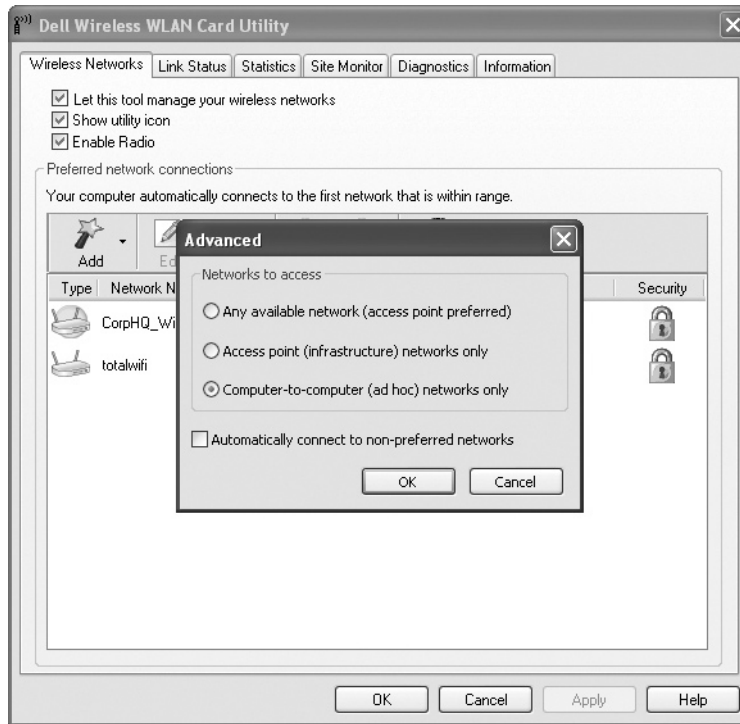 Dell Wireless WLAN Card Utility
Wireless Networks Link Status Statistics Site Monitor Diagnostics Information
Let this tool manage your wireless networks
Show utility icon
Enable Radio
Preferred network connections
Your computer automatically connects to the first network that is within range.
Add Ed
Advanced
Type Network N Security
CorpHQ_Wi
totalwifi
Networks to access
Any available network (access point preferred)
Access point (infrastructure) networks only
Computer-to-computer (ad hoc) networks only
Automatically connect to non-preferred networks
OK Cancel
OK Cancel Apply Help